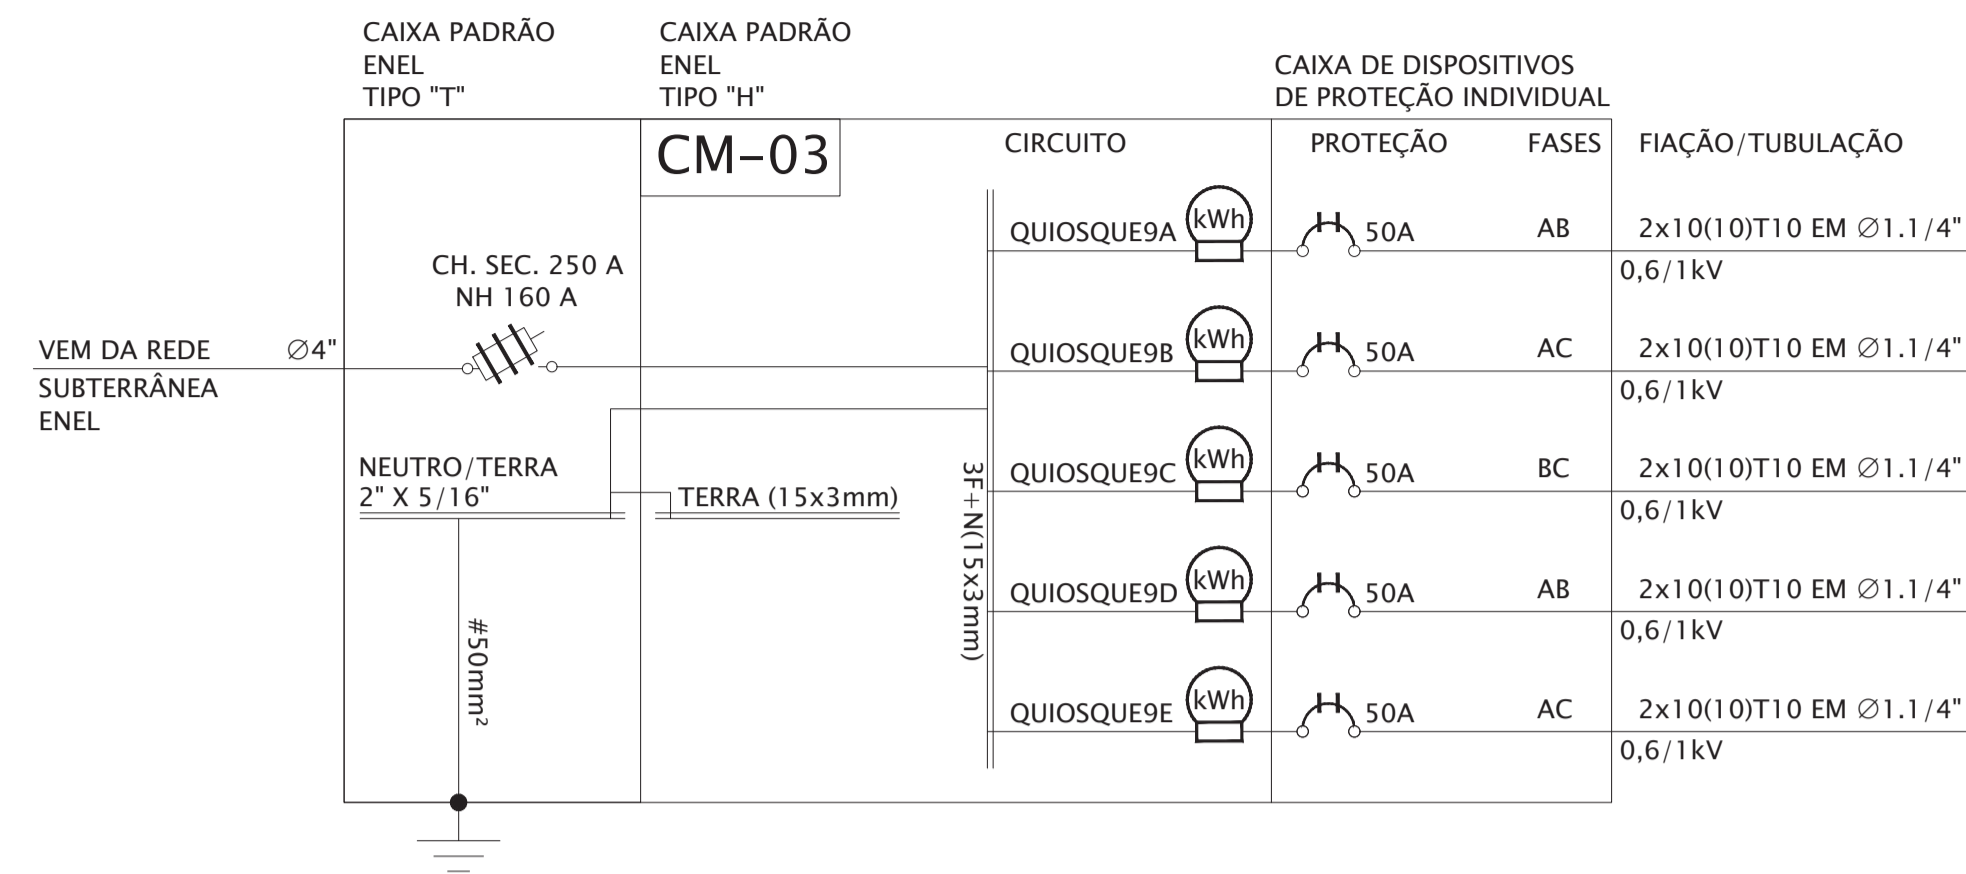 CAIXA PADRÃO
ENEL
TIPO "T"
CAIXA PADRÃO
ENEL
TIPO "H"
CAIXA DE DISPOSITIVOS
DE PROTEÇÃO INDIVIDUAL
CM-03
CIRCUITO
PROTEÇÃO
FASES
FIAÇÃO/TUBULAÇÃO
CH. SEC. 250 A
NH 160 A
VEM DA REDE
SUBTERRÂNEA
ENEL
∅4"
NEUTRO/TERRA
2" X 5/16"
TERRA (15x3mm)
#50mm²
3F+N(15x3mm)
QUIOSQUE9A kWh 50A AB 2x10(10)T10 EM ∅1.1/4"
0,6/1kV
QUIOSQUE9B kWh 50A AC 2x10(10)T10 EM ∅1.1/4"
0,6/1kV
QUIOSQUE9C kWh 50A BC 2x10(10)T10 EM ∅1.1/4"
0,6/1kV
QUIOSQUE9D kWh 50A AB 2x10(10)T10 EM ∅1.1/4"
0,6/1kV
QUIOSQUE9E kWh 50A AC 2x10(10)T10 EM ∅1.1/4"
0,6/1kV